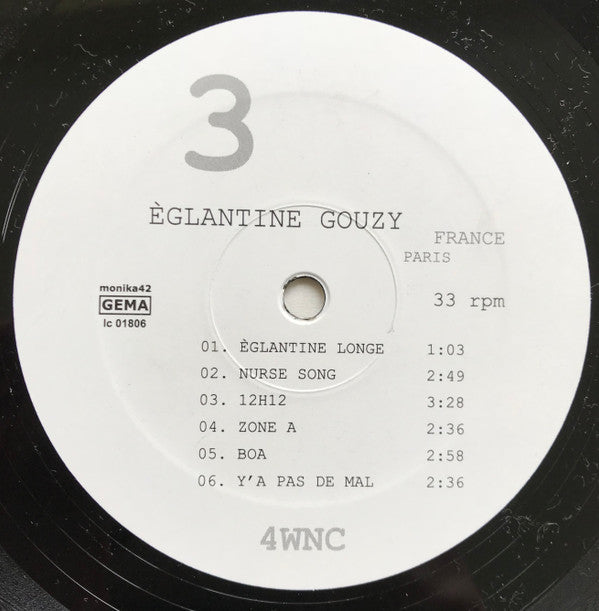 3
ÈGLANTINE GOUZY
FRANCE
PARIS
monika42
GEMA
lc 01806
33 rpm
01. ÈGLANTINE LONGE 1:03
02. NURSE SONG 2:49
03. 12H12 3:28
04. ZONE A 2:36
05. BOA 2:58
06. Y'A PAS DE MAL 2:36
4WNC